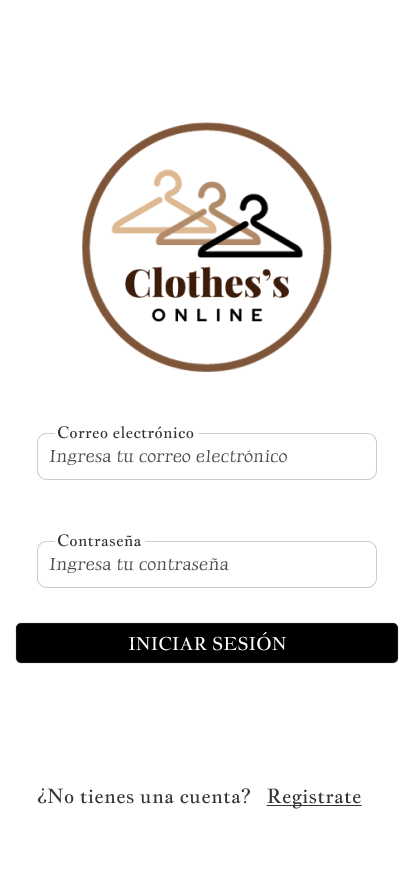 Clothes's
ONLINE
Correo electrónico
Ingresa tu correo electrónico
Contraseña
Ingresa tu contraseña
INICIAR SESIÓN
¿No tienes una cuenta? Registrate